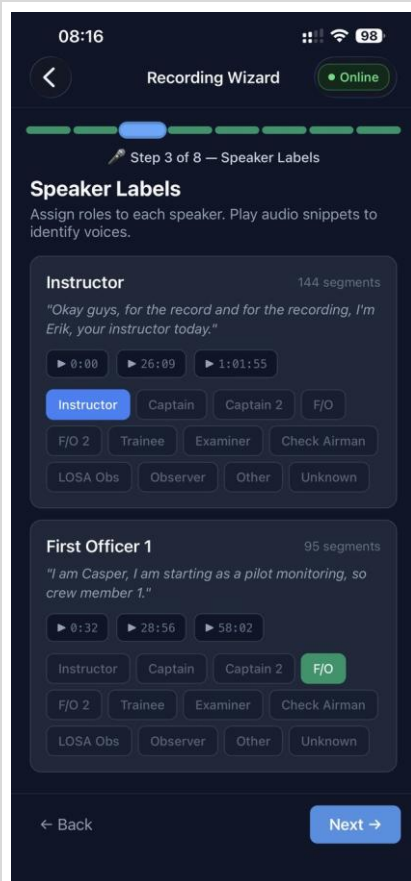 08:16
98
Recording Wizard
Online
Step 3 of 8 — Speaker Labels
Speaker Labels
Assign roles to each speaker. Play audio snippets to
identify voices.
Instructor 144 segments
"Okay guys, for the record and for the recording, I'm
Erik, your instructor today."
0:00 26:09 1:01:55
Instructor Captain Captain 2 F/O
F/O 2 Trainee Examiner Check Airman
LOSA Obs Observer Other Unknown
First Officer 1 95 segments
"I am Casper, I am starting as a pilot monitoring, so
crew member 1."
0:32 28:56 58:02
Instructor Captain Captain 2 F/O
F/O 2 Trainee Examiner Check Airman
LOSA Obs Observer Other Unknown
← Back Next →